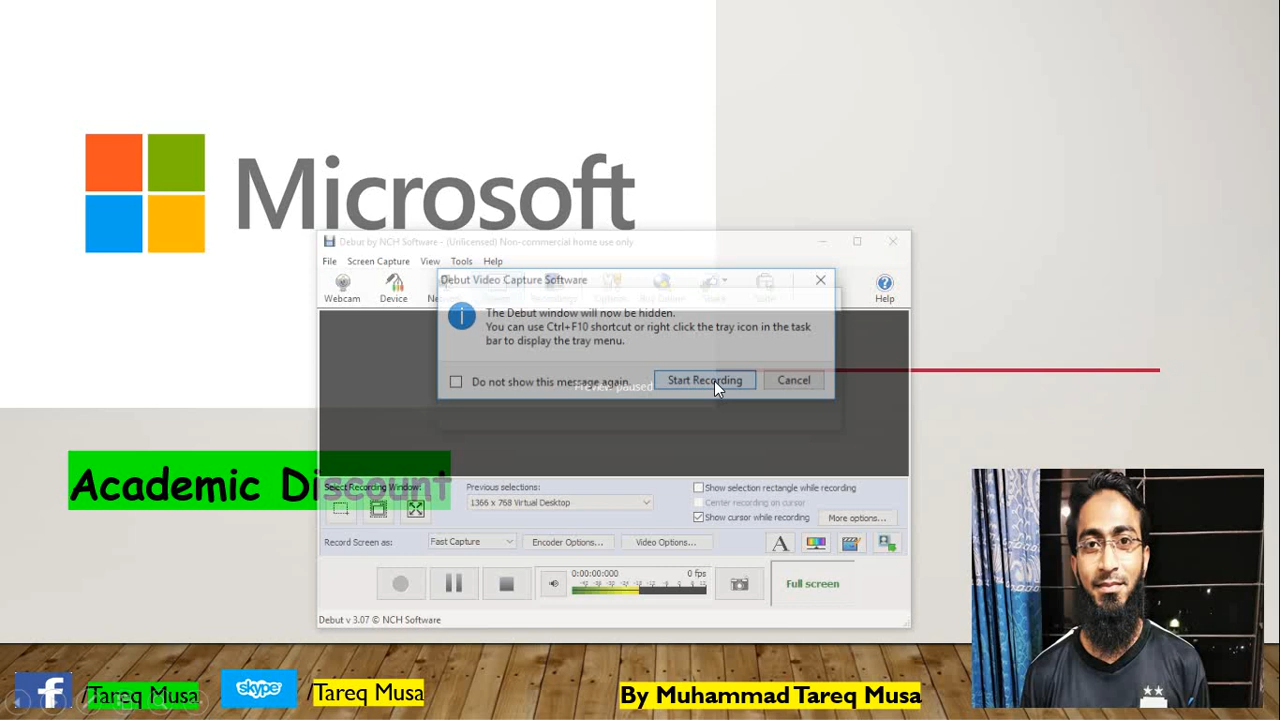 Microsoft
Debut by NCH Software - (Unlicensed) Non-commercial home use only
File Screen Capture View Tools Help
Debut Video Capture Software
Webcam Device Help
The Debut window will now be hidden.
You can use Ctrl+F10 shortcut or right click the tray icon in the task
bar to display the tray menu.
Do not show this message again. Start Recording Cancel
Preview paused
Academic Discount
Select Recording Window: Previous selections: Show selection rectangle while recording
1366 x 768 Virtual Desktop Center recording on cursor
Show cursor while recording More options...
Record Screen as: Fast Capture Encoder Options... Video Options...
0:00:00:000 0 fps
Full screen
Debut v 3.07 © NCH Software
f /Tareq Musa skype /Tareq Musa By Muhammad Tareq Musa